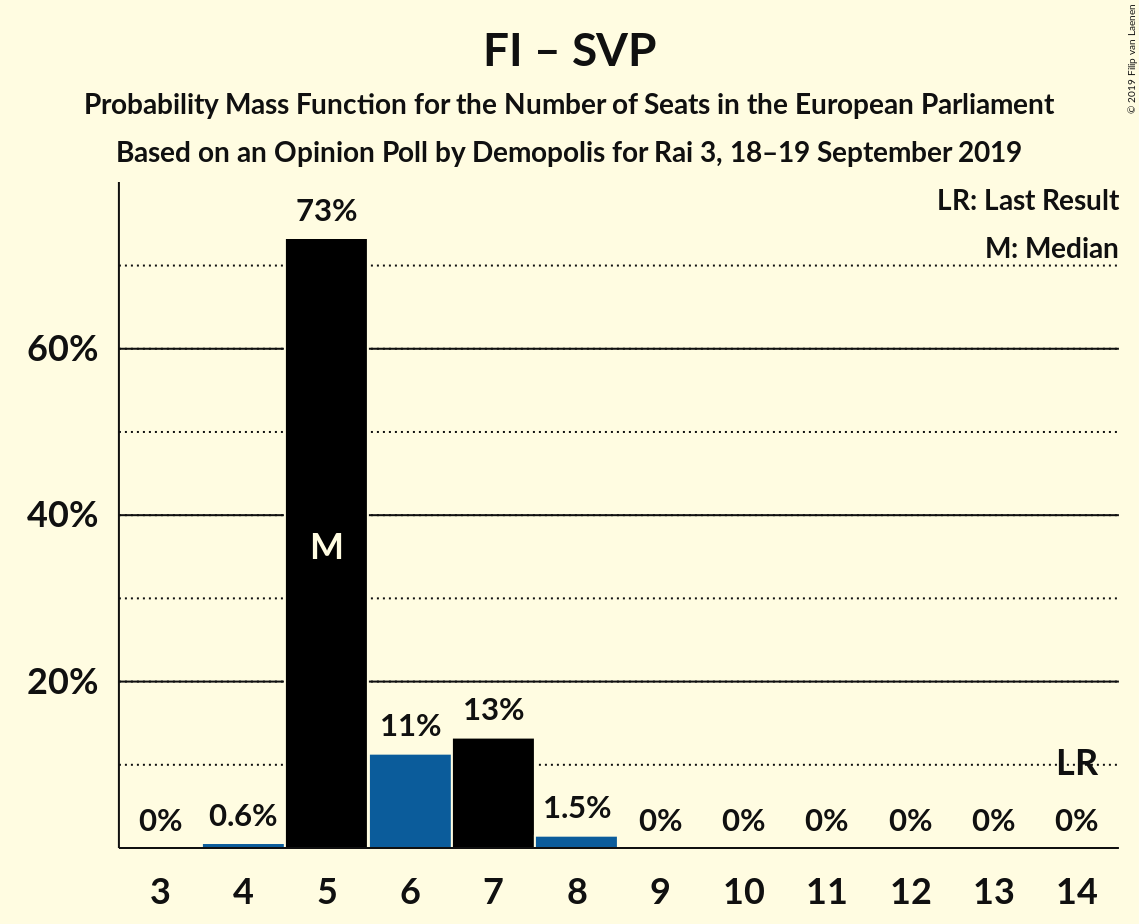 FI – SVP
Probability Mass Function for the Number of Seats in the European Parliament
Based on an Opinion Poll by Demopolis for Rai 3, 18–19 September 2019
© 2019 Filip van Laenen
LR: Last Result
M: Median
73%
60%
40%
M
20%
11%
13%
LR
0%
0.6%
1.5%
0%
0%
0%
0%
0%
0%
3 4 5 6 7 8 9 10 11 12 13 14